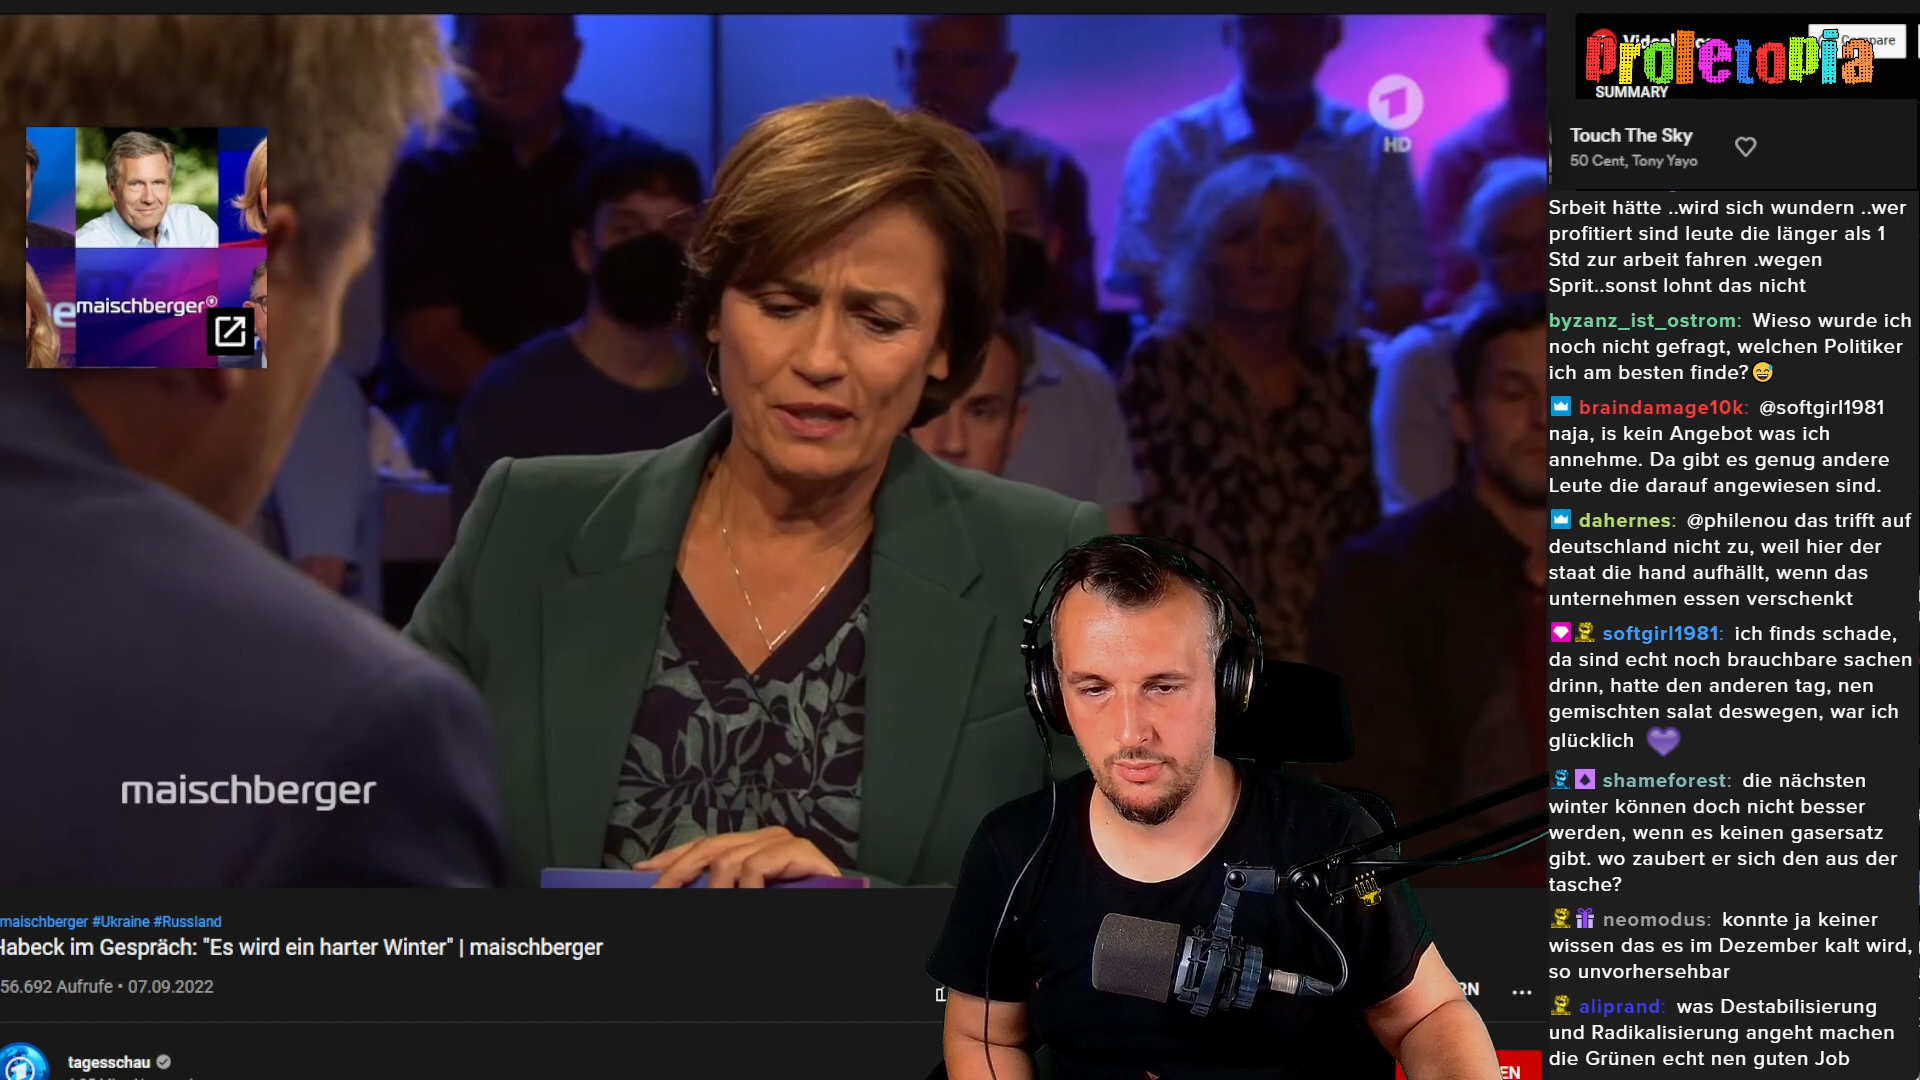 HD
maischberger
maischberger
maischberger #Ukraine #Russland
Habeck im Gespräch: "Es wird ein harter Winter" | maischberger
56.692 Aufrufe • 07.09.2022
RN
tagesschau
EN
Compare
Proletopia
SUMMARY
Touch The Sky
50 Cent, Tony Yayo
Srbeit hätte ..wird sich wundern ..wer
profitiert sind leute die länger als 1
Std zur arbeit fahren .wegen
Sprit..sonst lohnt das nicht
byzanz_ist_ostrom: Wieso wurde ich
noch nicht gefragt, welchen Politiker
ich am besten finde?😅
braindamage10k: @softgirl1981
naja, is kein Angebot was ich
annehme. Da gibt es genug andere
Leute die darauf angewiesen sind.
dahernes: @philenou das trifft auf
deutschland nicht zu, weil hier der
staat die hand aufhällt, wenn das
unternehmen essen verschenkt
softgirl1981: ich finds schade,
da sind echt noch brauchbare sachen
drinn, hatte den anderen tag, nen
gemischten salat deswegen, war ich
glücklich 💜
shameforest: die nächsten
winter können doch nicht besser
werden, wenn es keinen gasersatz
gibt. wo zaubert er sich den aus der
tasche?
neomodus: konnte ja keiner
wissen das es im Dezember kalt wird,
so unvorhersehbar
aliprand: was Destabilisierung
und Radikalisierung angeht machen
die Grünen echt nen guten Job